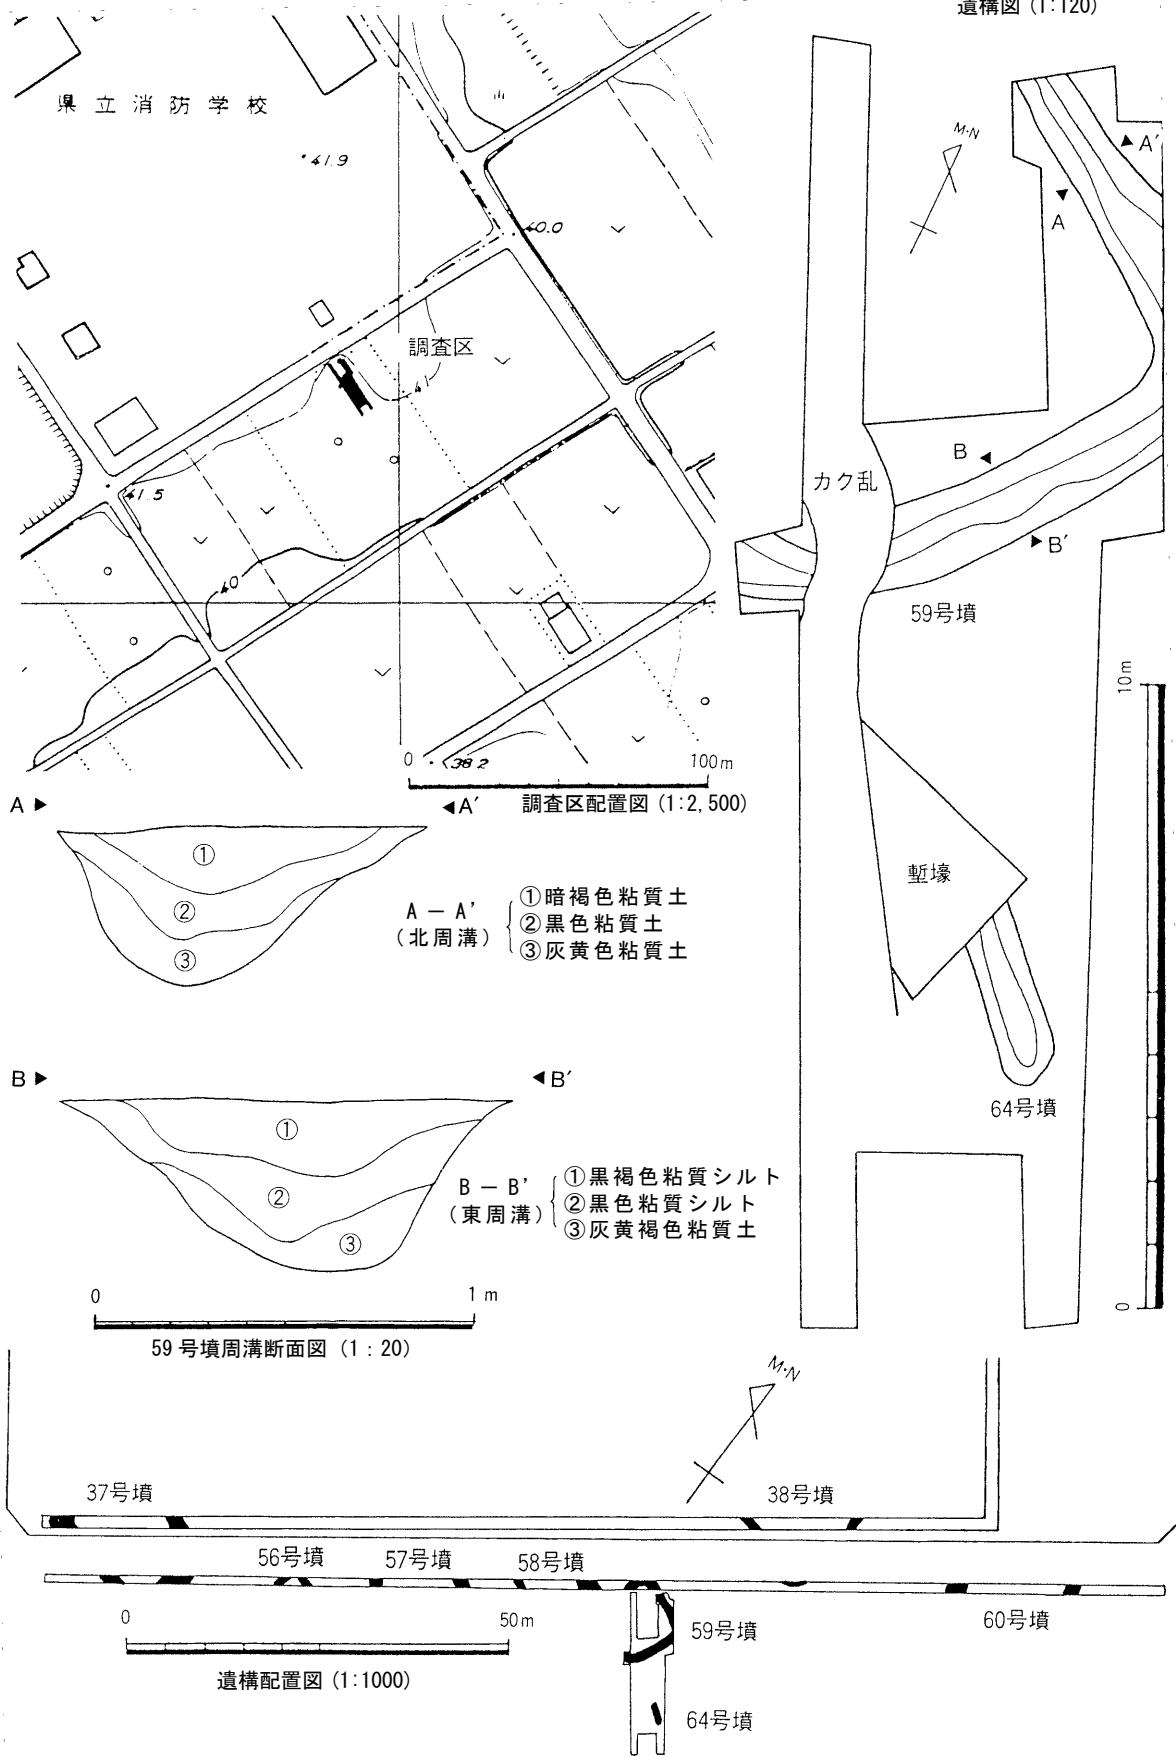 遺構図 (1:120)
県立消防学校
41.9
40.0
調査区
41
41.5
40
38.2
0 100m
調査区配置図 (1:2,500)
M・N
A'
A
B
B'
カク乱
59号墳
塹壕
64号墳
10m
0
A A'
①
②
③
A － A'
(北周溝)
①暗褐色粘質土
②黒色粘質土
③灰黄色粘質土
B B'
①
②
③
B － B'
(東周溝)
①黒褐色粘質シルト
②黒色粘質シルト
③灰黄褐色粘質土
0 1m
59号墳周溝断面図 (1:20)
M・N
37号墳
38号墳
56号墳
57号墳
58号墳
59号墳
60号墳
64号墳
0 50m
遺構配置図 (1:1000)